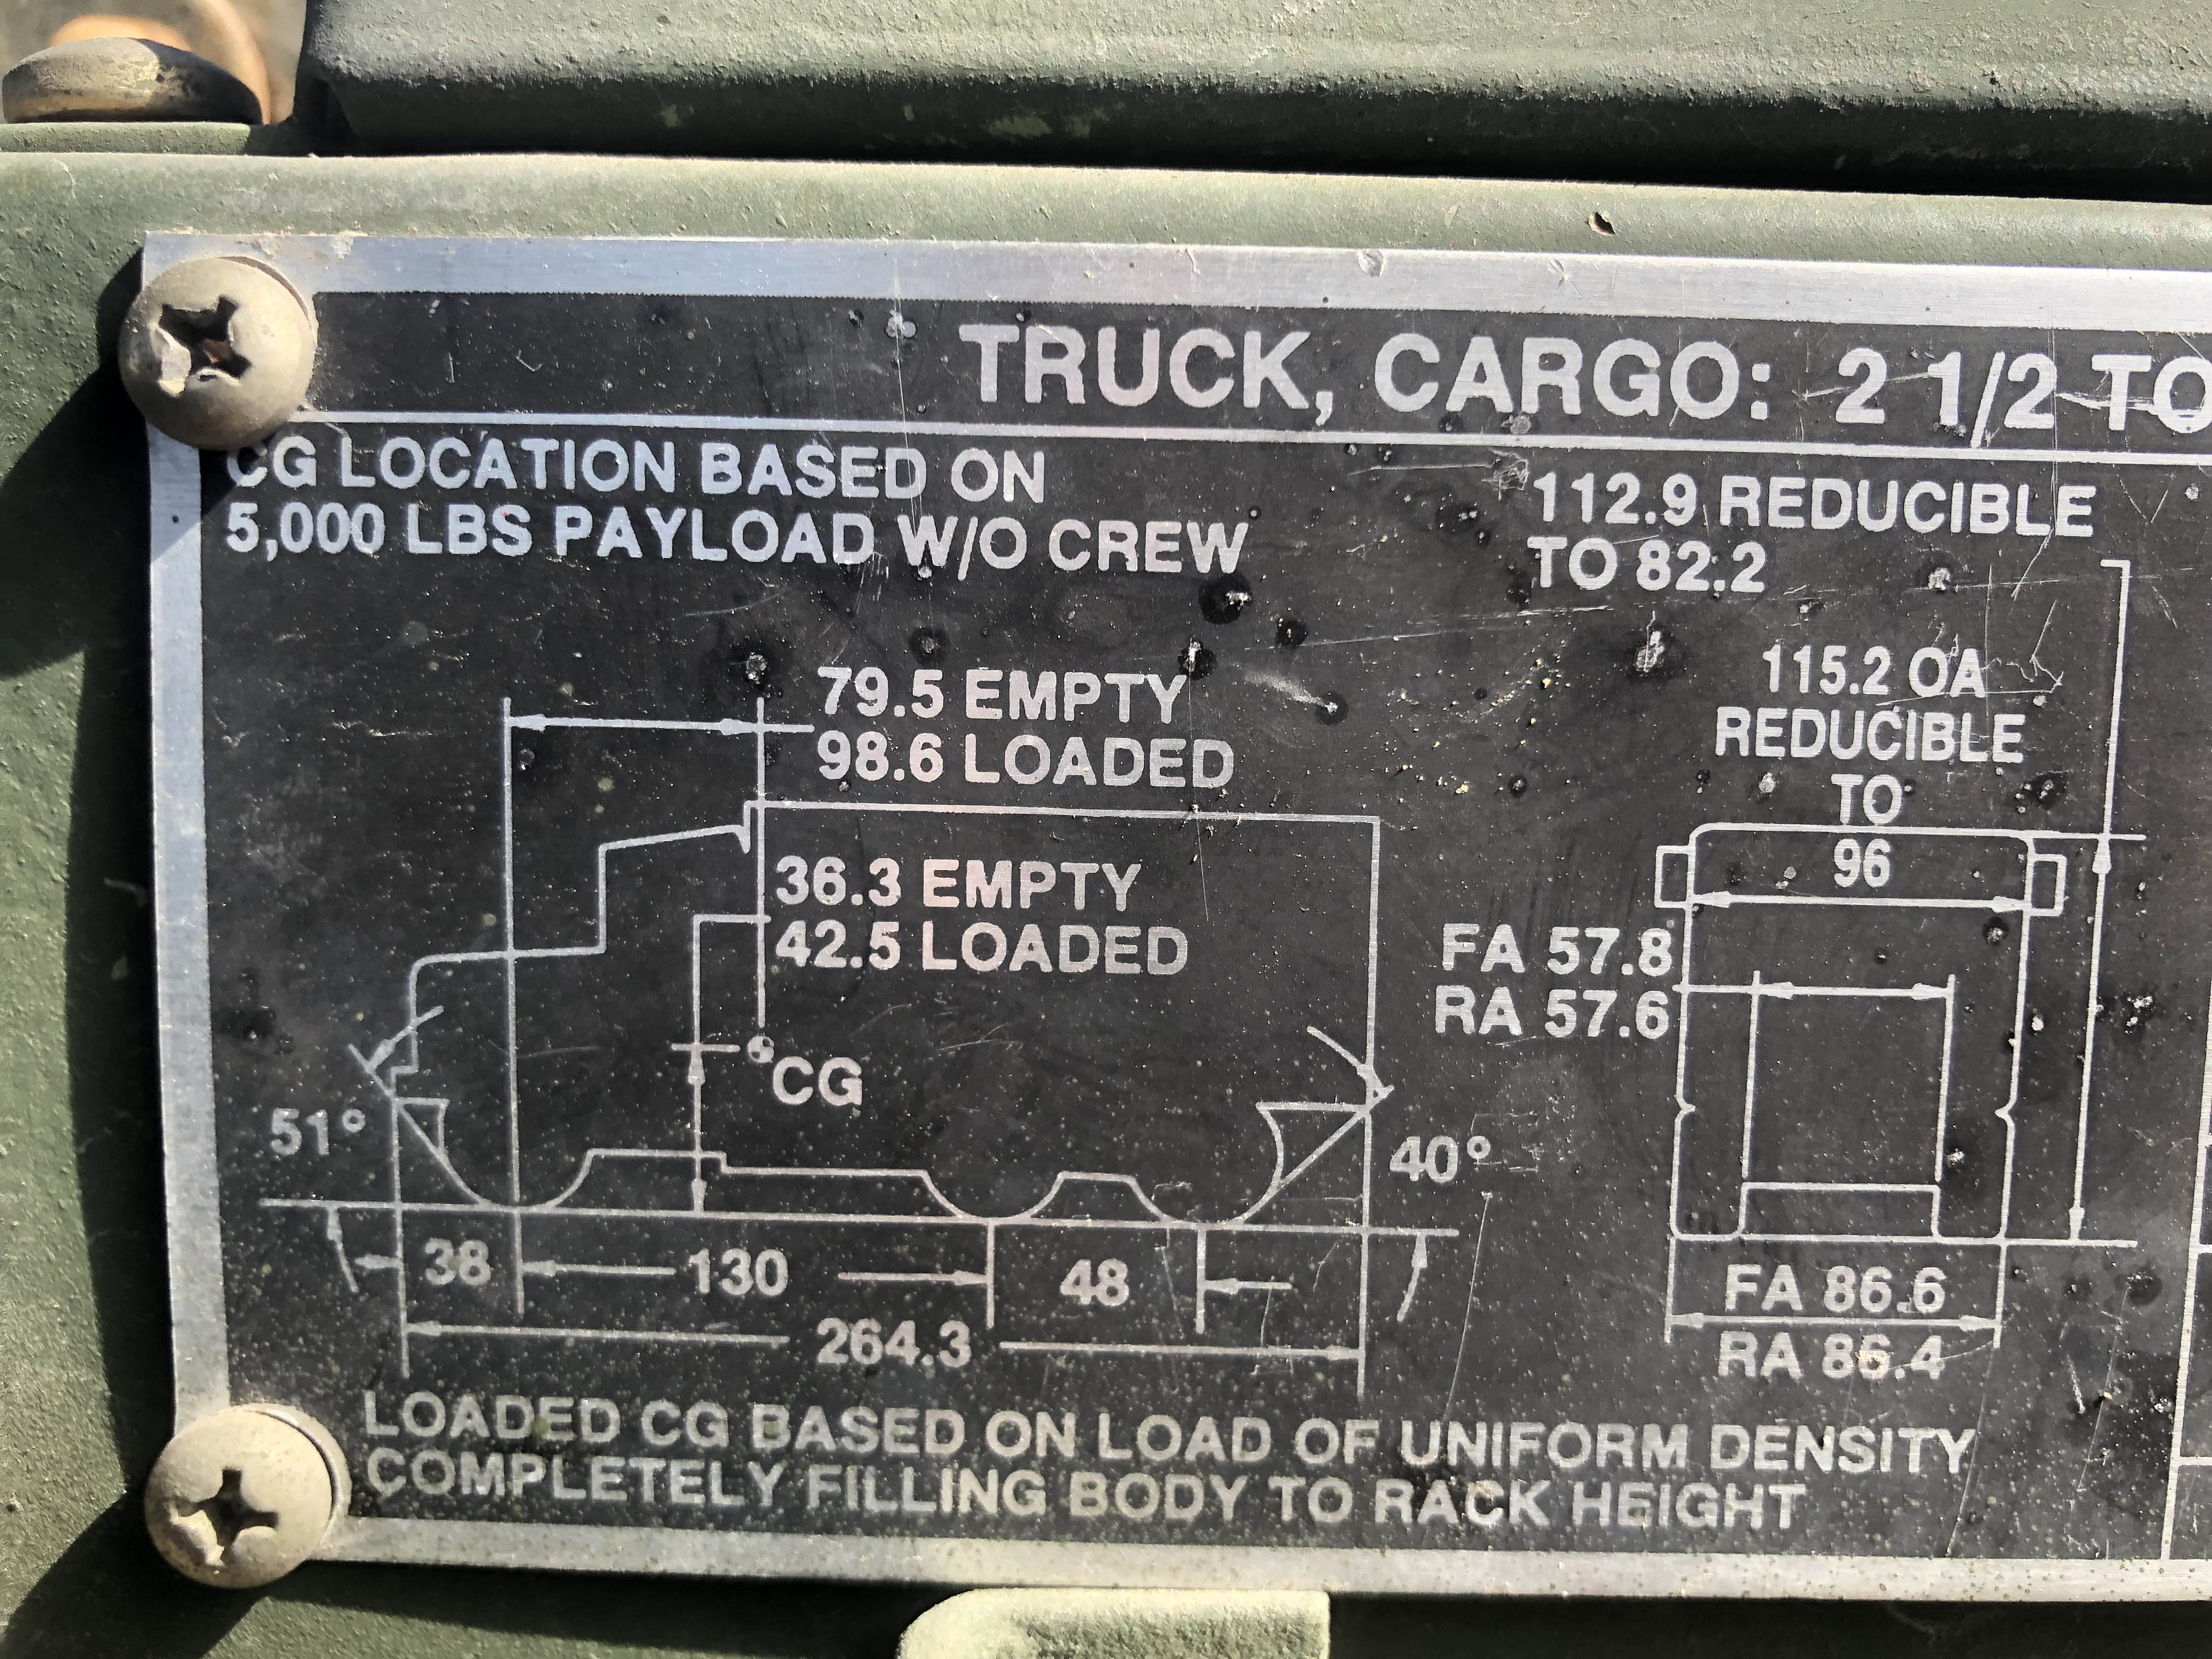 TRUCK, CARGO: 2 1/2 TO
CG LOCATION BASED ON
5,000 LBS PAYLOAD W/O CREW
112.9 REDUCIBLE
TO 82.2
79.5 EMPTY
98.6 LOADED
115.2 OA
REDUCIBLE
TO
96
36.3 EMPTY
42.5 LOADED
FA 57.8
RA 57.6
CG
51°
40°
38
130
48
264.3
FA 86.6
RA 86.4
LOADED CG BASED ON LOAD OF UNIFORM DENSITY
COMPLETELY FILLING BODY TO RACK HEIGHT